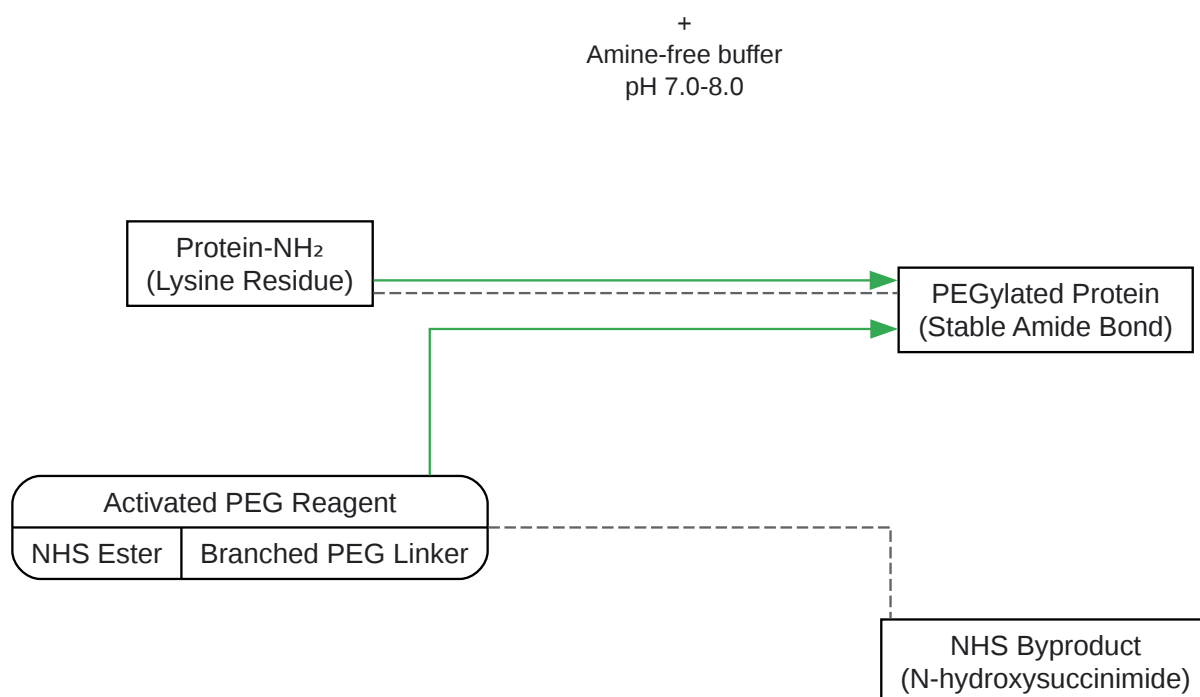 +
Amine-free buffer
pH 7.0-8.0
Protein-NH₂
(Lysine Residue)
PEGylated Protein
(Stable Amide Bond)
Activated PEG Reagent
NHS Ester
Branched PEG Linker
NHS Byproduct
(N-hydroxysuccinimide)